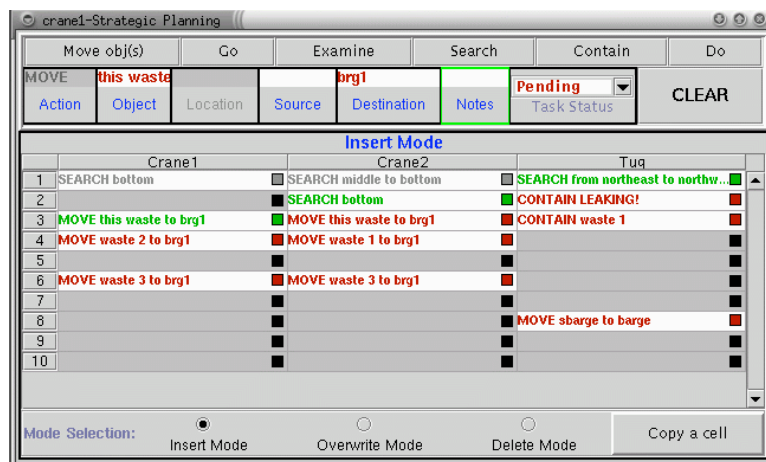 crane1-Strategic Planning
Move obj(s) Go Examine Search Contain Do
MOVE this waste brg1 Pending CLEAR
Action Object Location Source Destination Notes Task Status
Insert Mode
Crane1 Crane2 Tug
1 SEARCH bottom SEARCH middle to bottom SEARCH from northeast to northw...
2 SEARCH bottom CONTAIN LEAKING!
3 MOVE this waste to brg1 MOVE this waste to brg1 CONTAIN waste 1
4 MOVE waste 2 to brg1 MOVE waste 1 to brg1
5
6 MOVE waste 3 to brg1 MOVE waste 3 to brg1
7
8 MOVE sbarge to barge
9
10
Mode Selection: Insert Mode Overwrite Mode Delete Mode Copy a cell